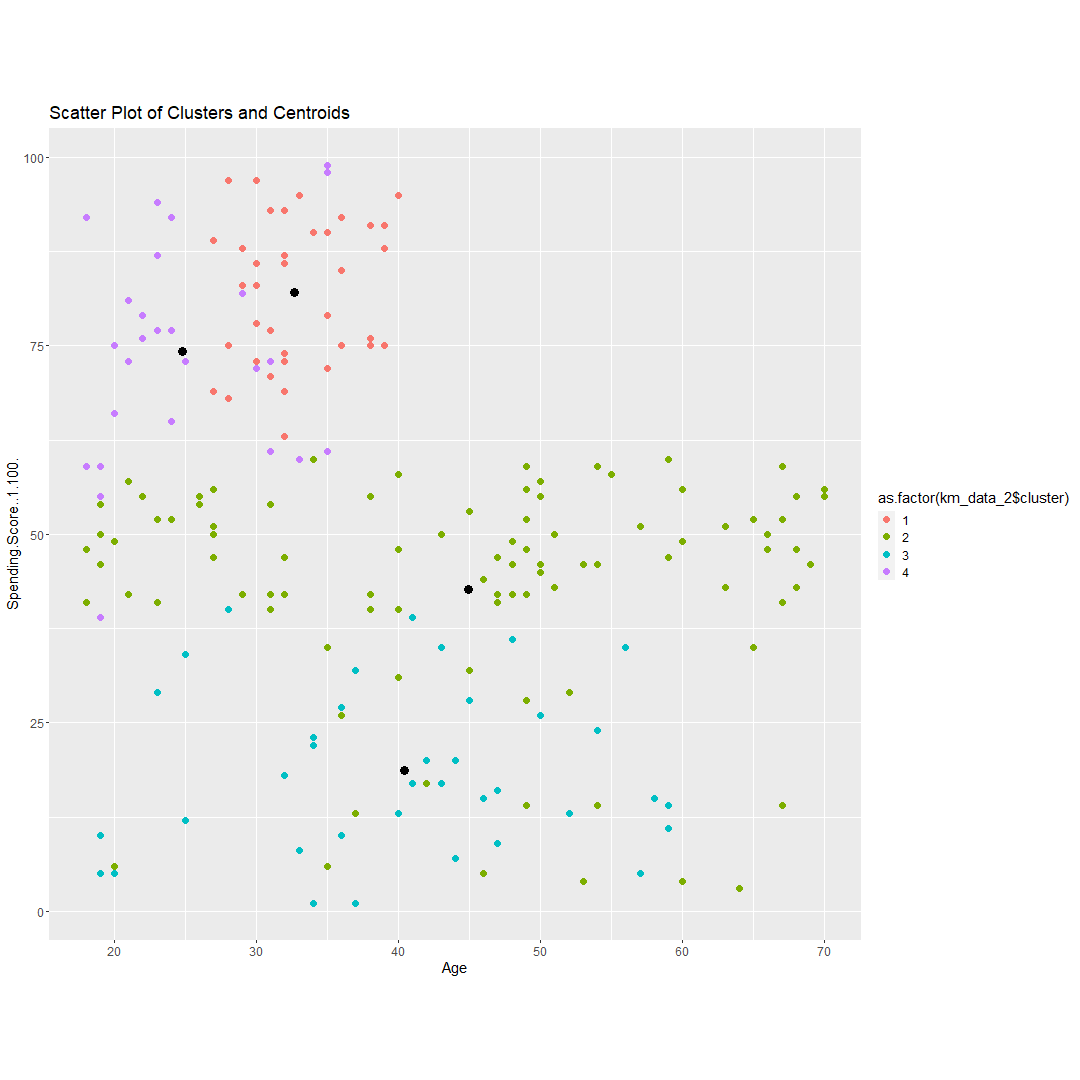 Scatter Plot of Clusters and Centroids
100
75
50
25
0
Spending.Score..1.100.
20 30 40 50 60 70
Age
as.factor(km_data_2$cluster)
1
2
3
4